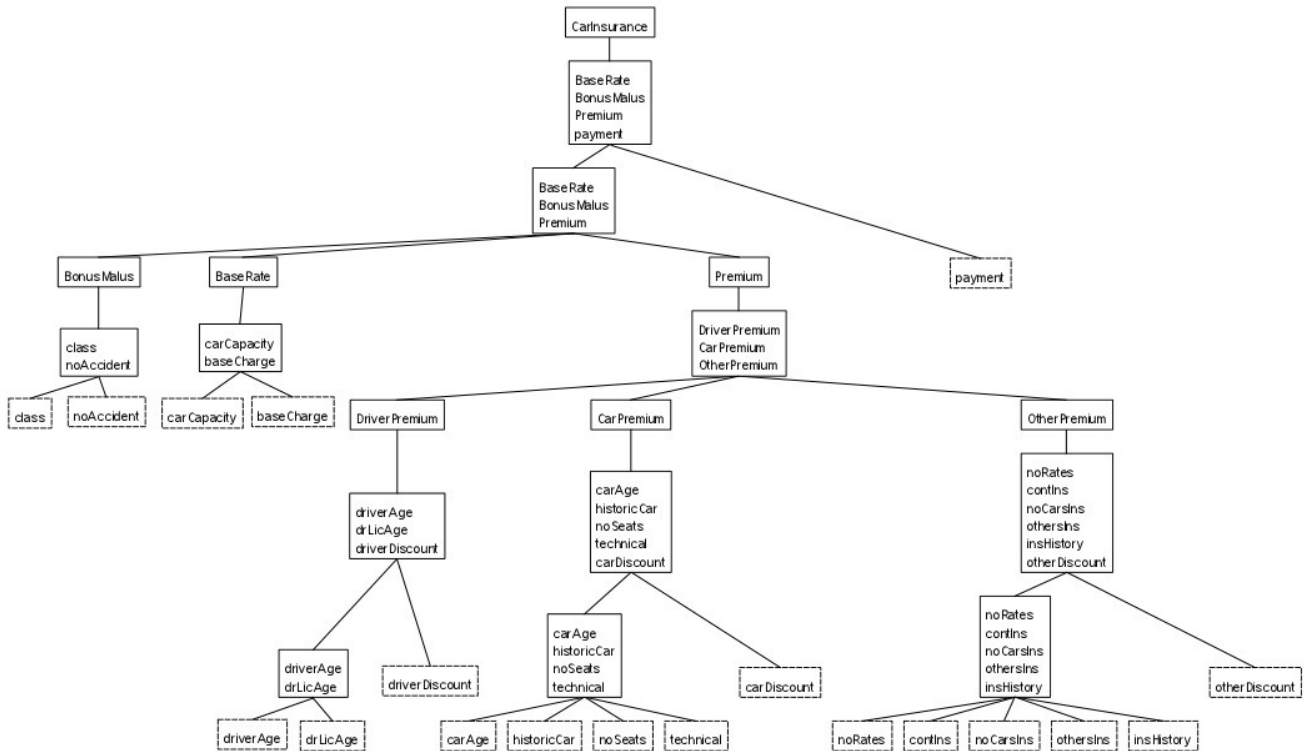 CarInsurance
BaseRate
BonusMalus
Premium
payment
BaseRate
BonusMalus
Premium
BonusMalus
BaseRate
Premium
payment
class
noAccident
carCapacity
baseCharge
DriverPremium
CarPremium
OtherPremium
class
noAccident
carCapacity
baseCharge
DriverPremium
CarPremium
OtherPremium
driverAge
drLicAge
driverDiscount
carAge
historicCar
noSeats
technical
carDiscount
noRates
contIns
noCarsIns
othersIns
insHistory
otherDiscount
driverAge
drLicAge
driverDiscount
carAge
historicCar
noSeats
technical
carDiscount
noRates
contIns
noCarsIns
othersIns
insHistory
otherDiscount
driverAge
drLicAge
carAge
historicCar
noSeats
technical
noRates
contIns
noCarsIns
othersIns
insHistory